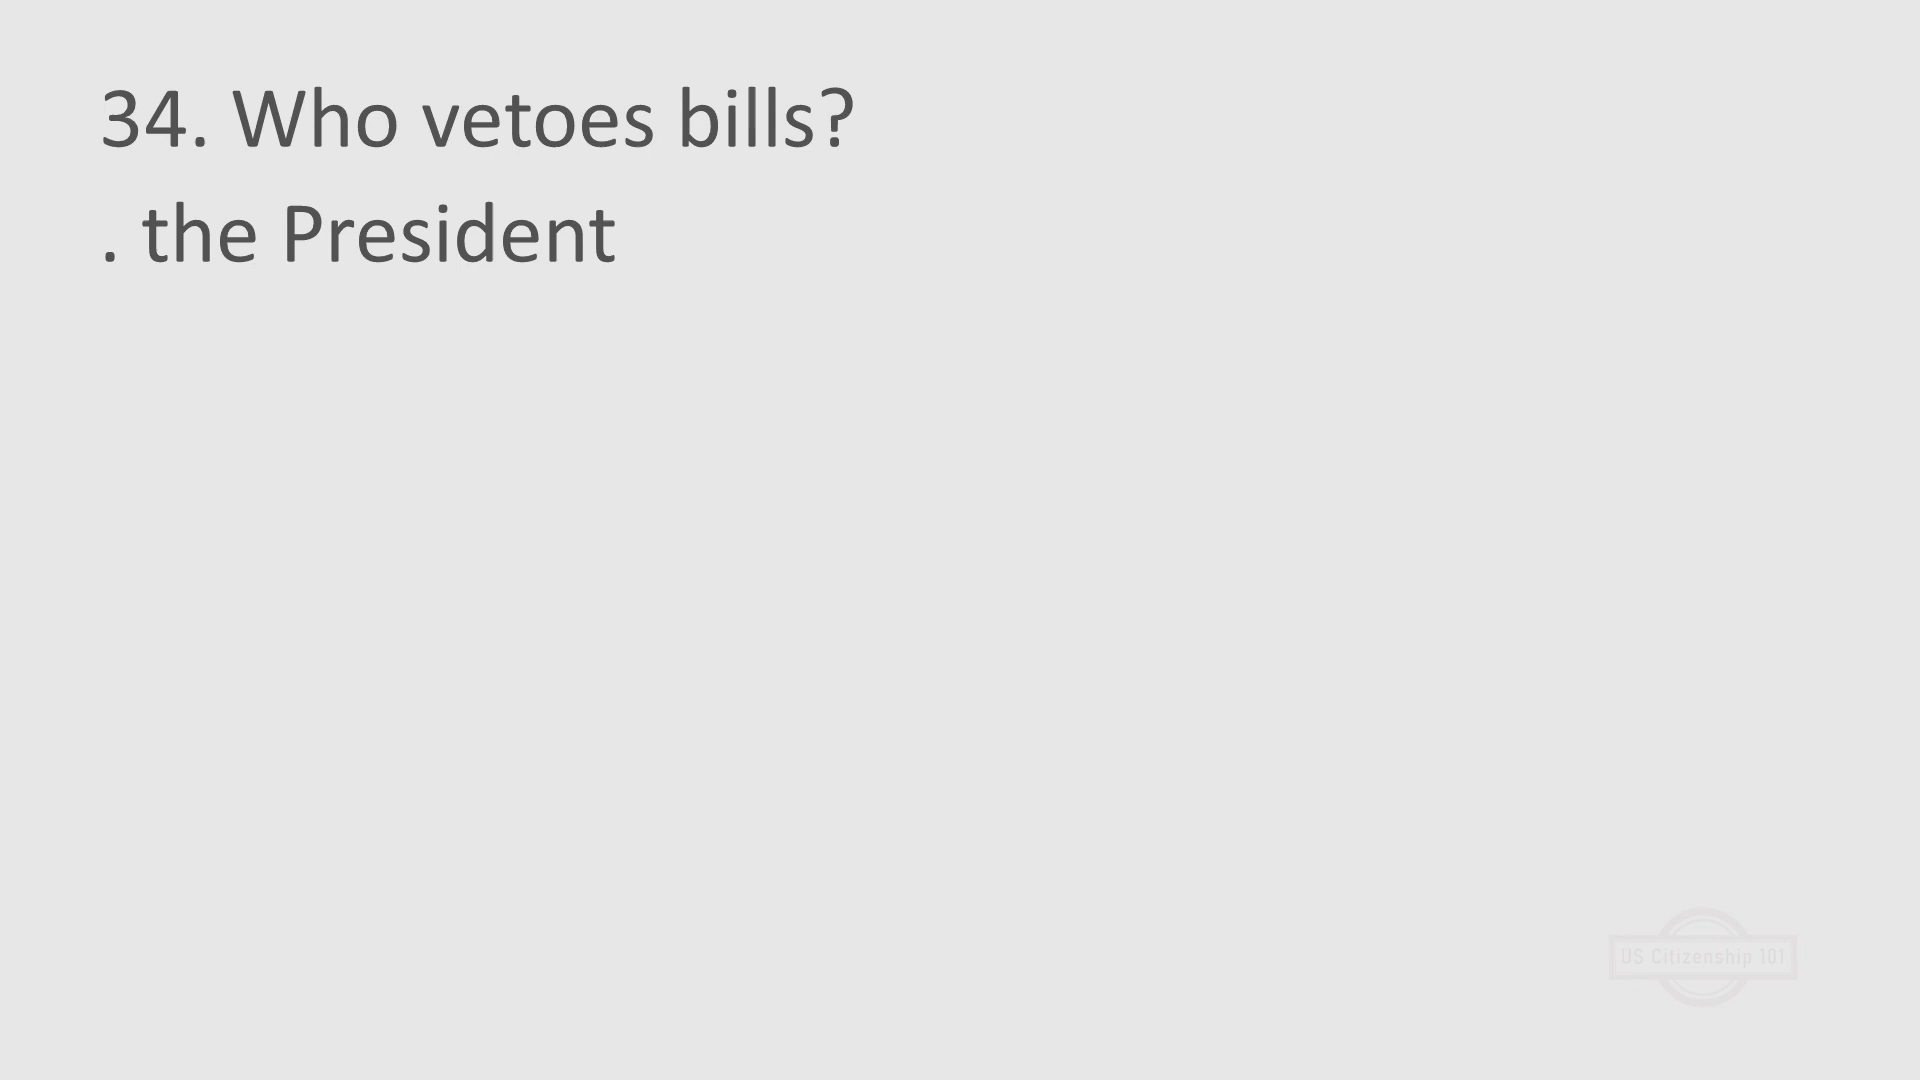 34. Who vetoes bills?
. the President
US Citizenship 101